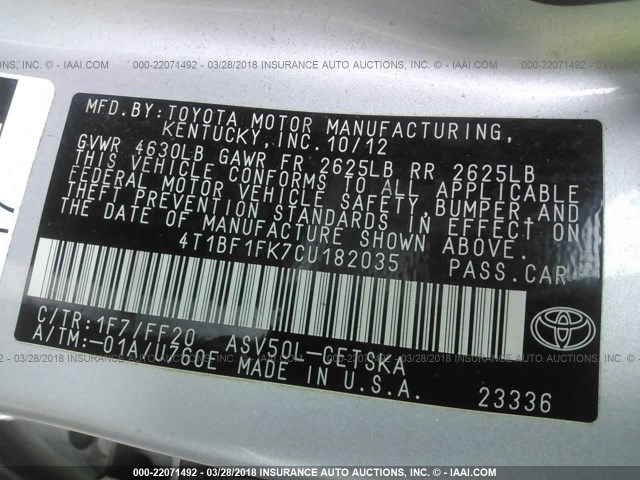 000-22071492 - 03/28/2018 INSURANCE AUTO AUCTIONS, INC. - © IAAI.COM
MFD.BY:TOYOTA MOTOR MANUFACTURING,
KENTUCKY,INC.10/12
GVWR 4630LB GAWR FR 2625LB RR 2625LB
THIS VEHICLE CONFORMS TO ALL APPLICABLE
FEDERAL MOTOR VEHICLE SAFETY,BUMPER,AND
THEFT PREVENTION STANDARDS IN EFFECT ON
THE DATE OF MANUFACTURE SHOWN ABOVE.
4T1BF1FK7CU182035 PASS.CAR
C/TR:1F7/FF20 ASV50L-CETSKA
A/TM:-01A/U760E MADE IN U.S.A.
TOYOTA
23336
000-22071492 - 03/28/2018 INSURANCE AUTO AUCTIONS, INC. - © IAAI.COM